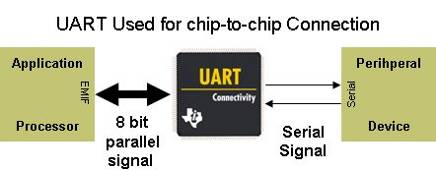 UART Used for chip-to-chip Connection
Application
Processor
EMIF
8 bit
parallel
signal
UART
Connectivity
Serial
Signal
Perihperal
Serial
Device